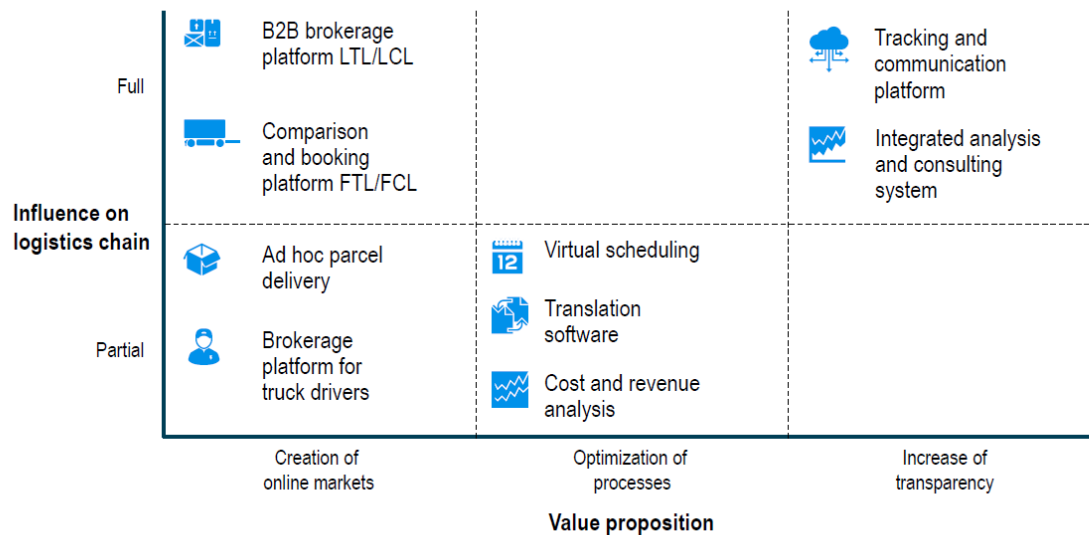 B2B brokerage
platform LTL/LCL
Tracking and
communication
platform
Full
Comparison
and booking
platform FTL/FCL
Integrated analysis
and consulting
system
Influence on
logistics chain
Ad hoc parcel
delivery
12
Virtual scheduling
Translation
software
Partial
Brokerage
platform for
truck drivers
Cost and revenue
analysis
Creation of
online markets
Optimization of
processes
Increase of
transparency
Value proposition